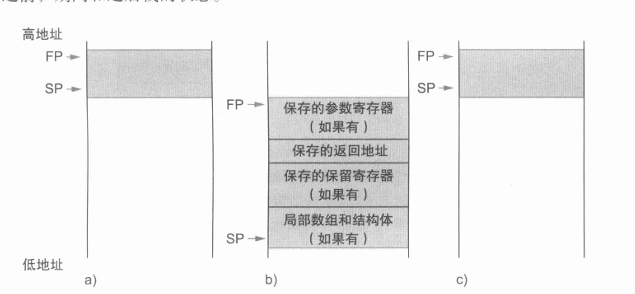 高地址
FP
SP
FP
保存的参数寄存器
（如果有）
保存的返回地址
保存的保留寄存器
（如果有）
局部数组和结构体
（如果有）
SP
FP
SP
低地址
a)
b)
c)